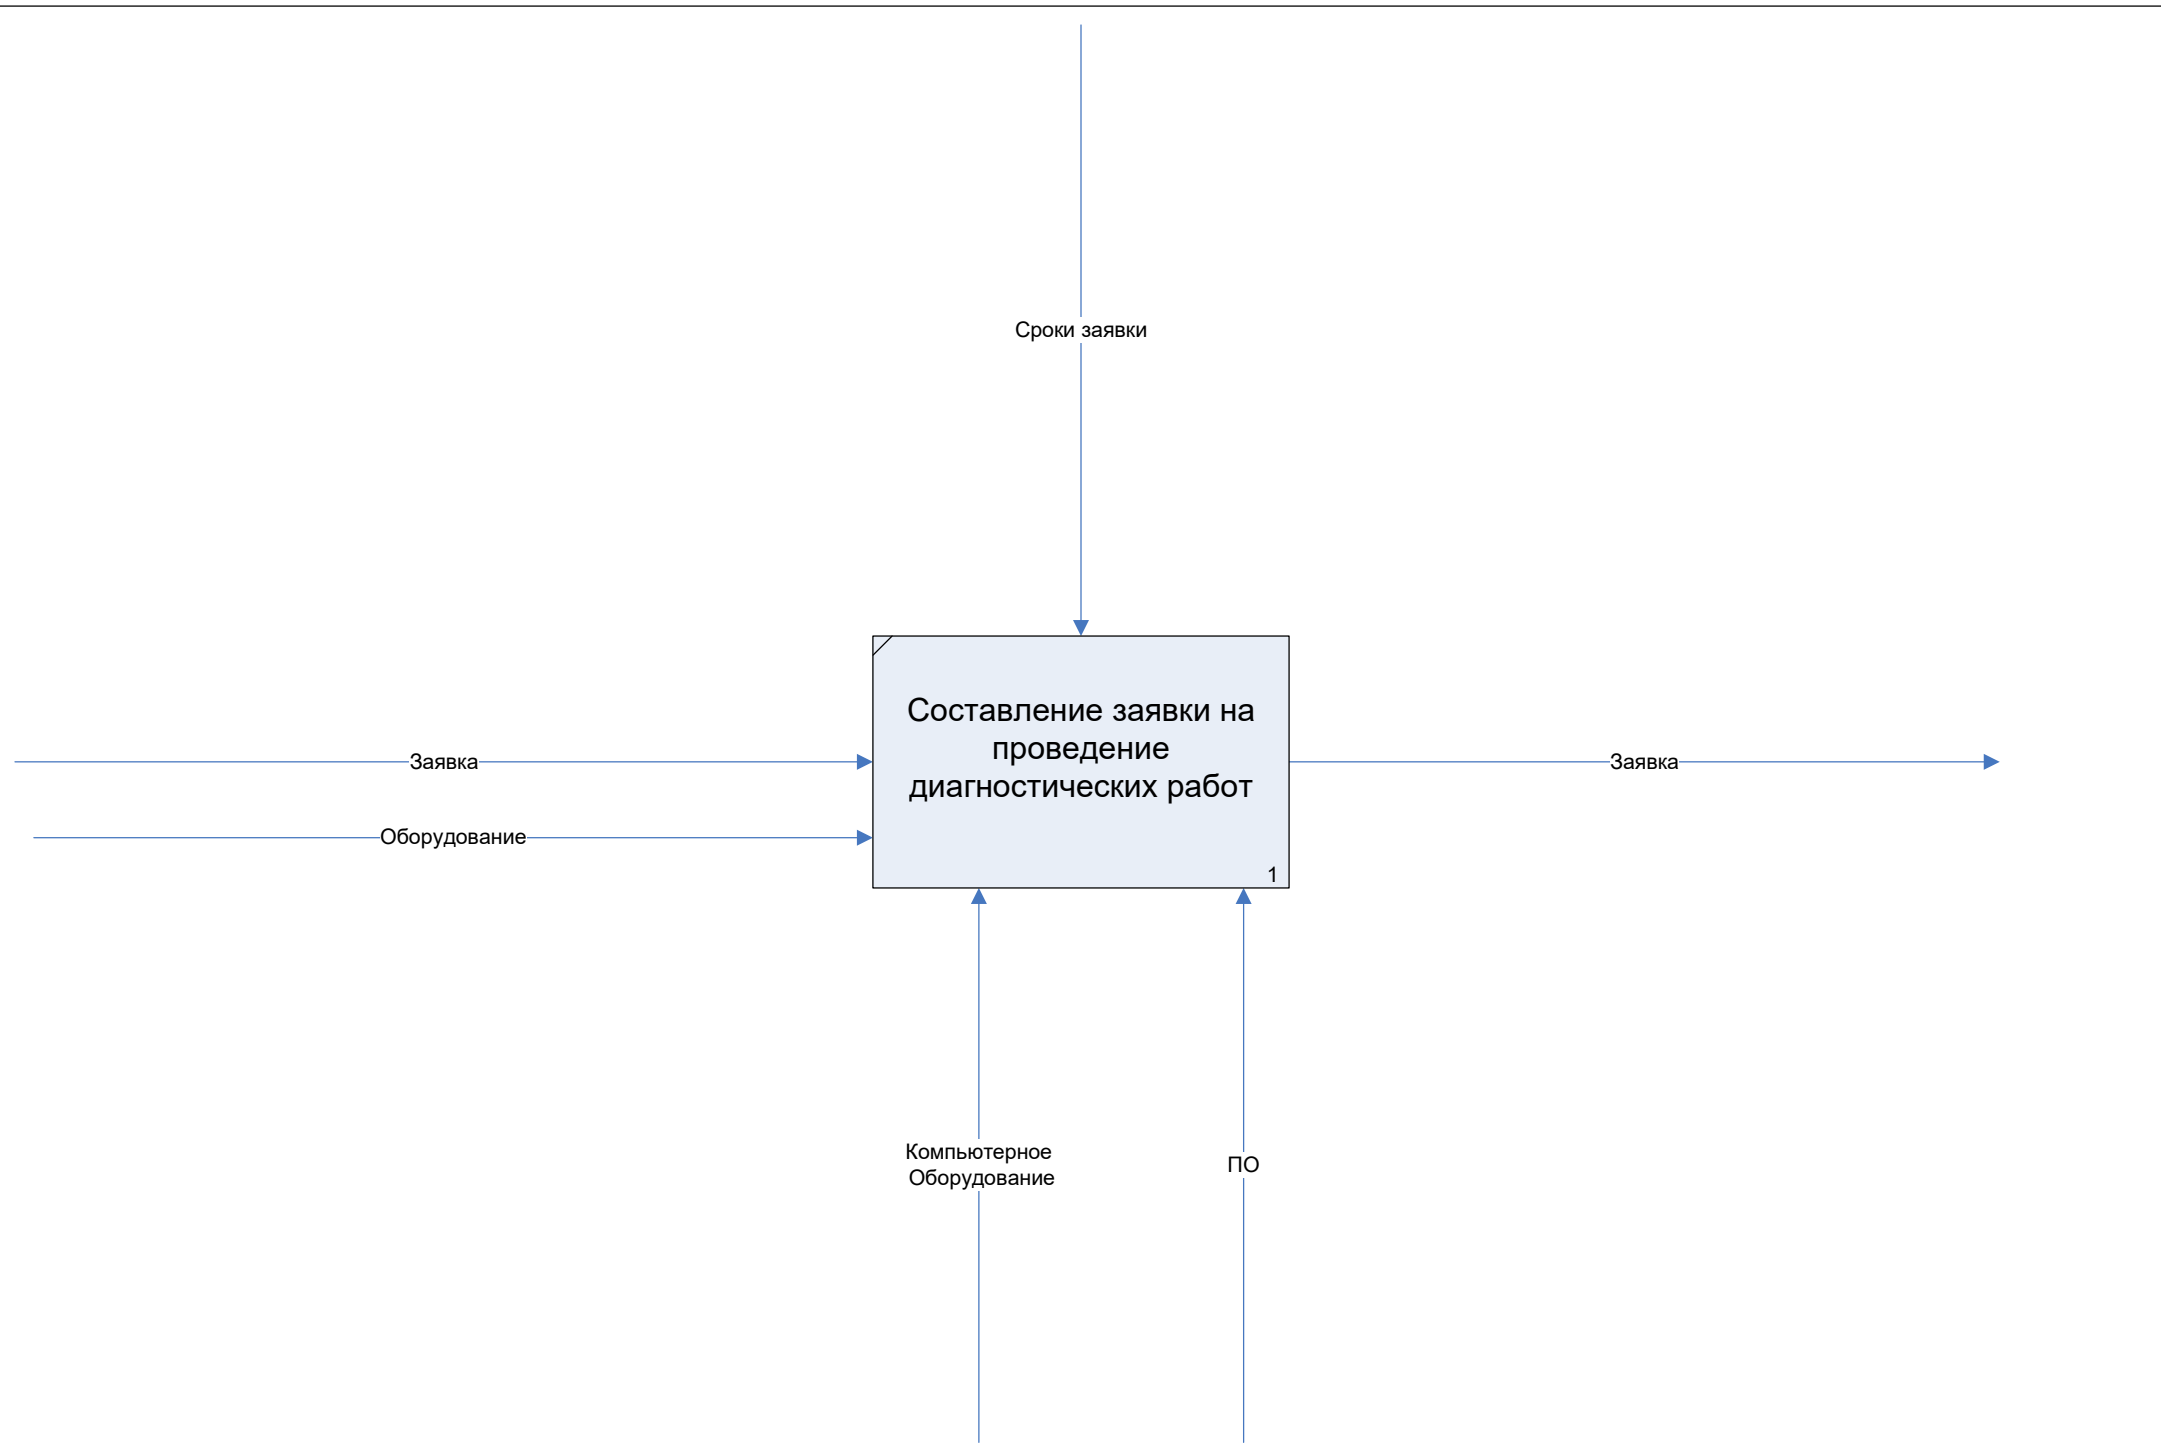 Сроки заявки
Составление заявки на
проведение
диагностических работ
1
Заявка
Оборудование
Заявка
Компьютерное
Оборудование
ПО